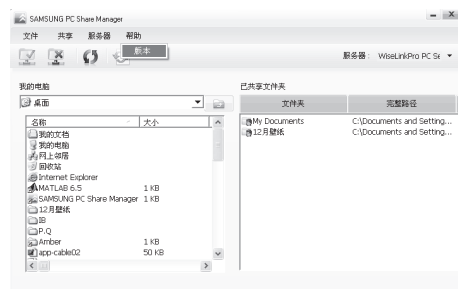 SAMSUNG PC Share Manager
文件 共享 服务器 帮助
版本
服务器： WiseLinkPro PC Se
我的电脑
已共享文件夹
桌面
文件夹 完整路径
名称 大小
My Documents C:\Documents and Setting...
12月壁纸 C:\Documents and Setting...
我的文档
我的电脑
网上邻居
回收站
Internet Explorer
MATLAB 6.5 1 KB
SAMSUNG PC Share Manager 1 KB
12月壁纸
IB
P.Q
Amber 1 KB
app-cable02 50 KB